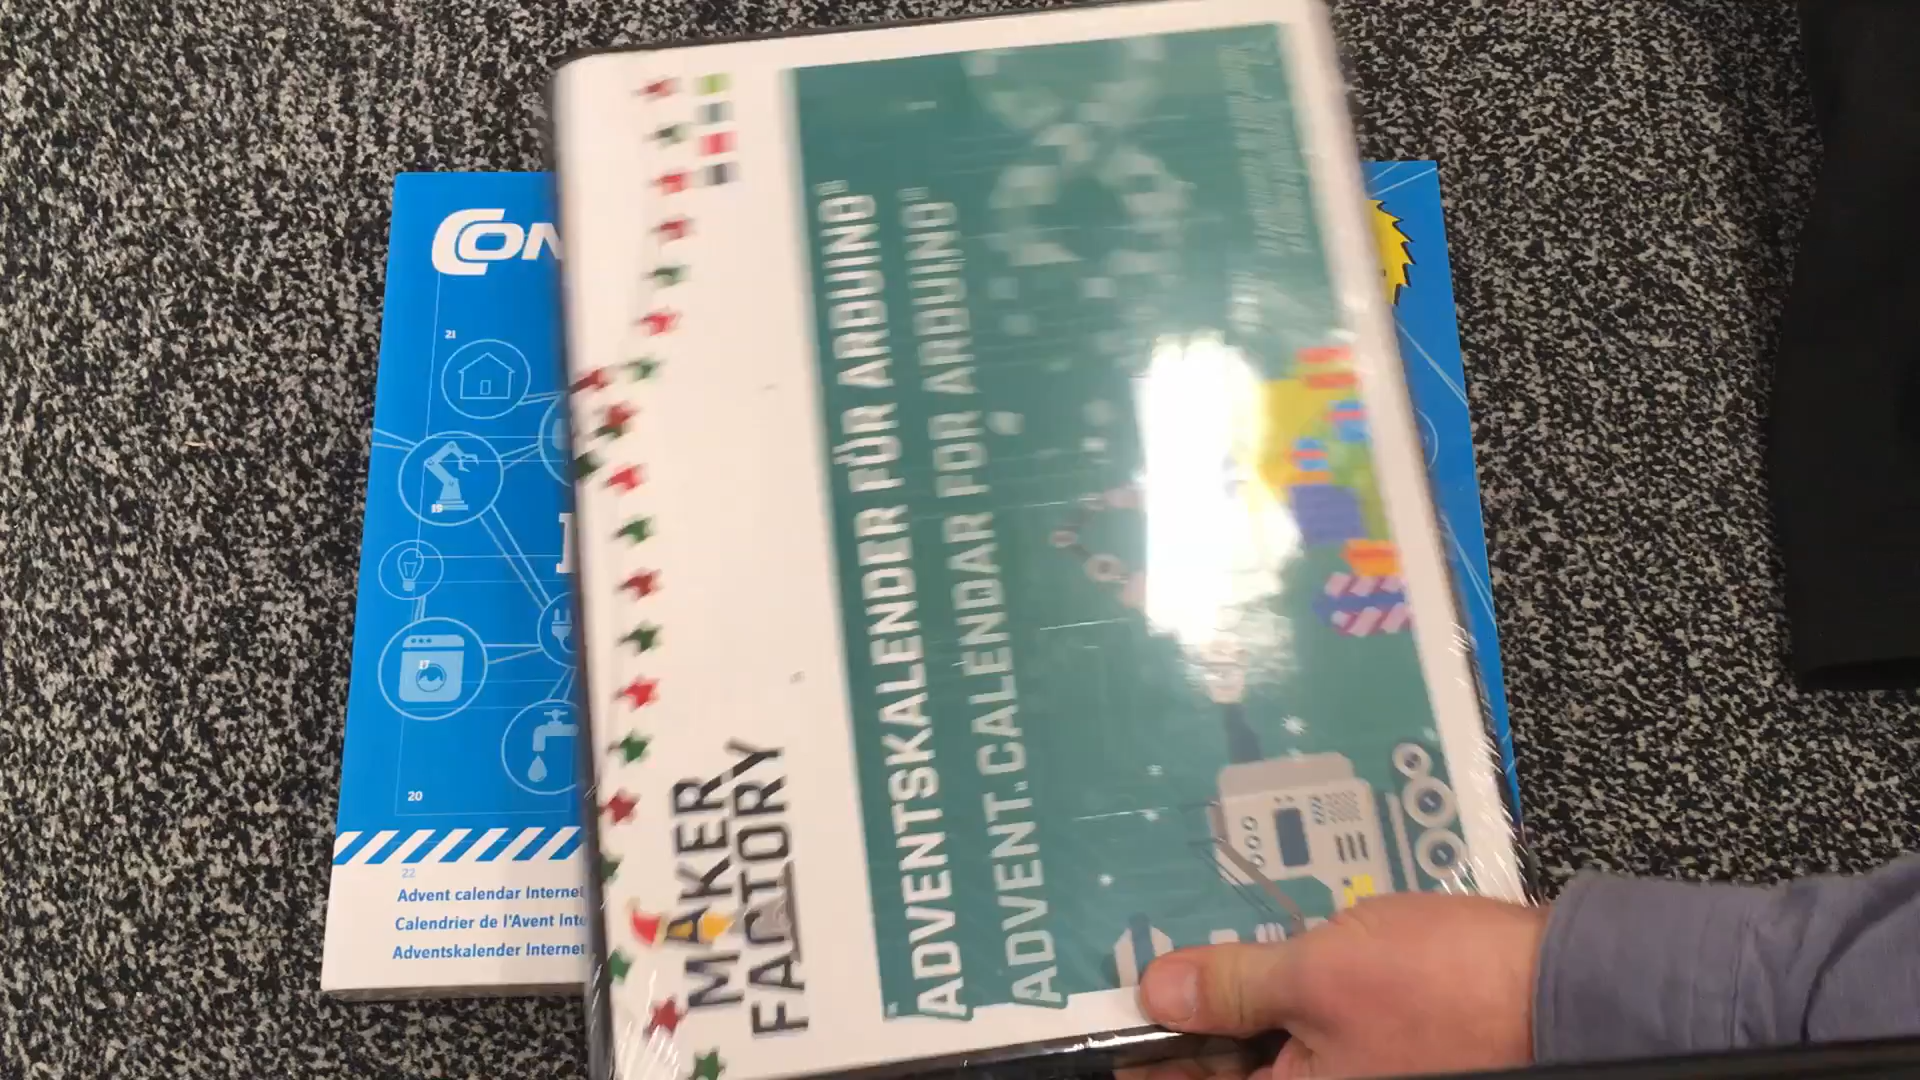 MAKER
FACTORY
ADVENTSKALENDER FÜR ARDUINO®
ADVENT.CALENDAR FOR ARDUINO®
CON
21
19
17
20
22
Advent calendar Internet
Calendrier de l'Avent Inte
Adventskalender Internet